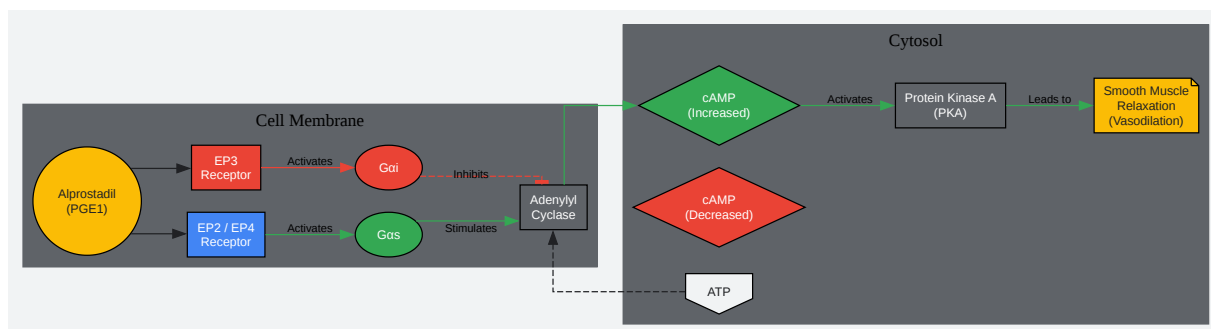 Cytosol
cAMP
(Increased)
Activates
Protein Kinase A
(PKA)
Leads to
Smooth Muscle
Relaxation
(Vasodilation)
Cell Membrane
Alprostadil
(PGE1)
EP3
Receptor
Activates
Gαi
Inhibits
EP2 / EP4
Receptor
Activates
Gαs
Stimulates
Adenylyl
Cyclase
cAMP
(Decreased)
ATP